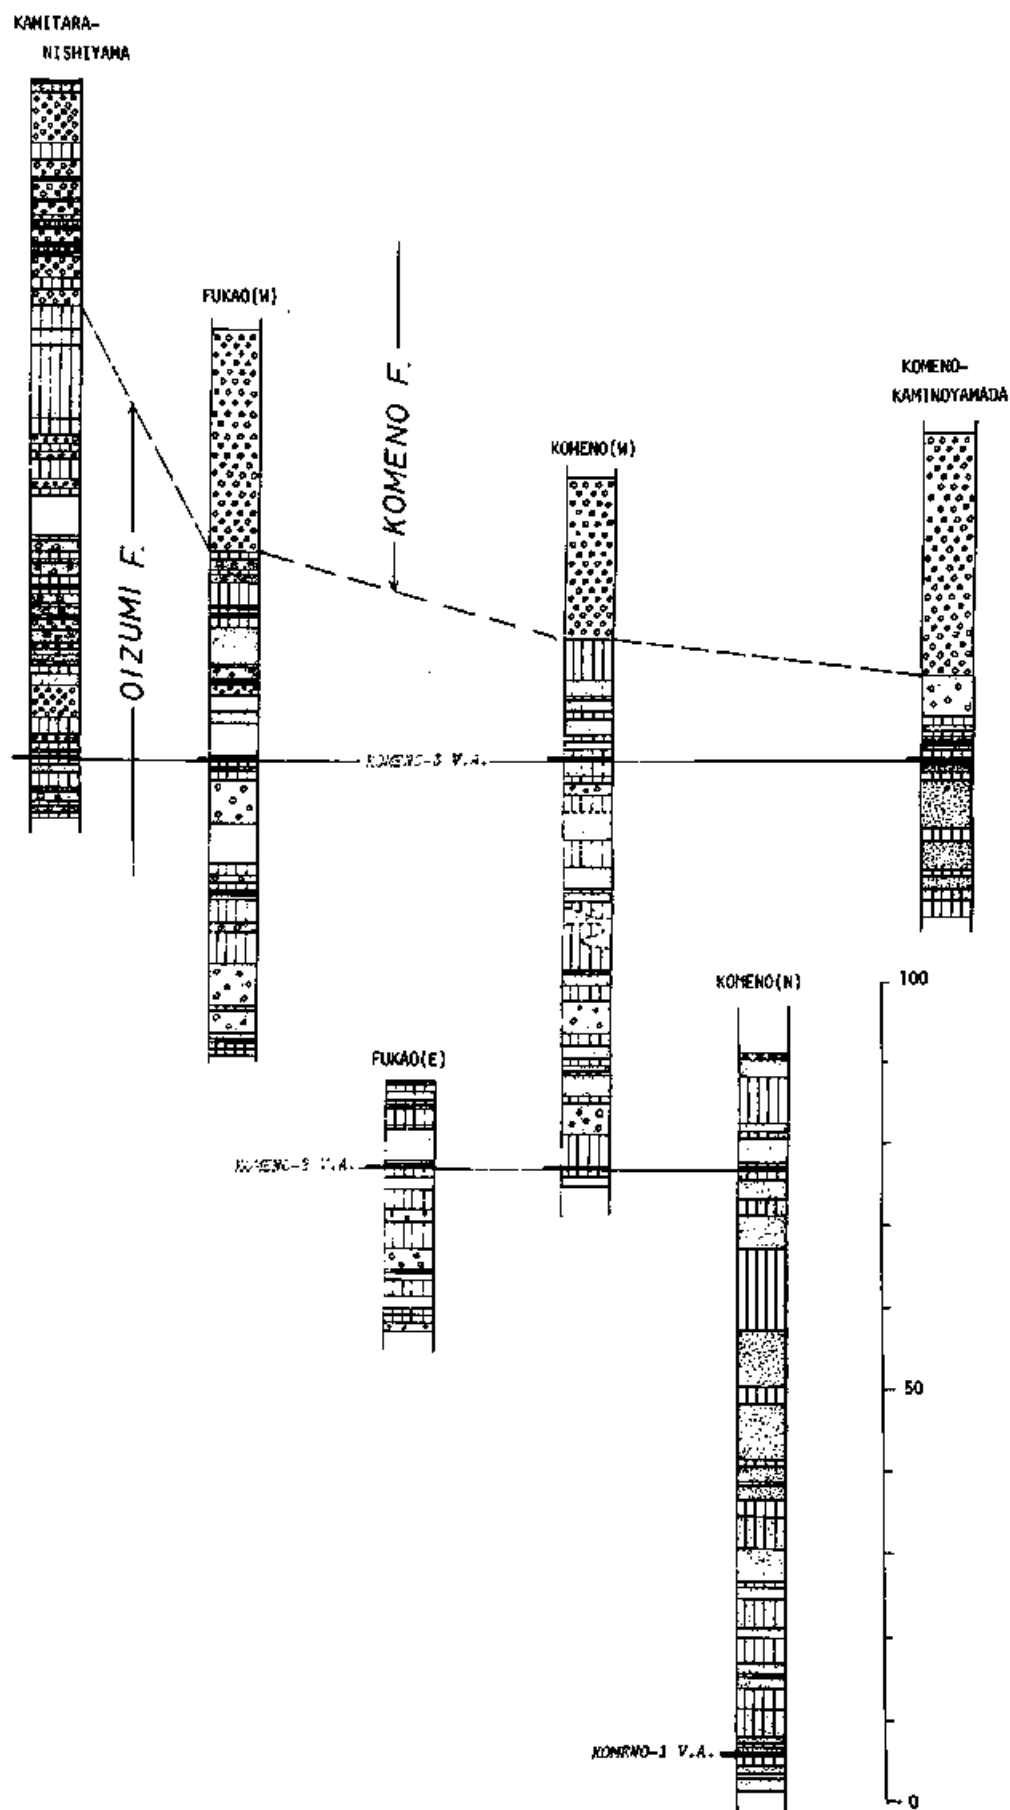 KAMITARA-
NISHIYAMA
FUKAO(W)
KOMENO-
KAMINOYAMADA
KOMENO(W)
KOMENO F.
OIZUMI F.
V.A.
KOMENO(N)
100
FUKAO(E)
V.A.
50
KOMENO-1 V.A.
0